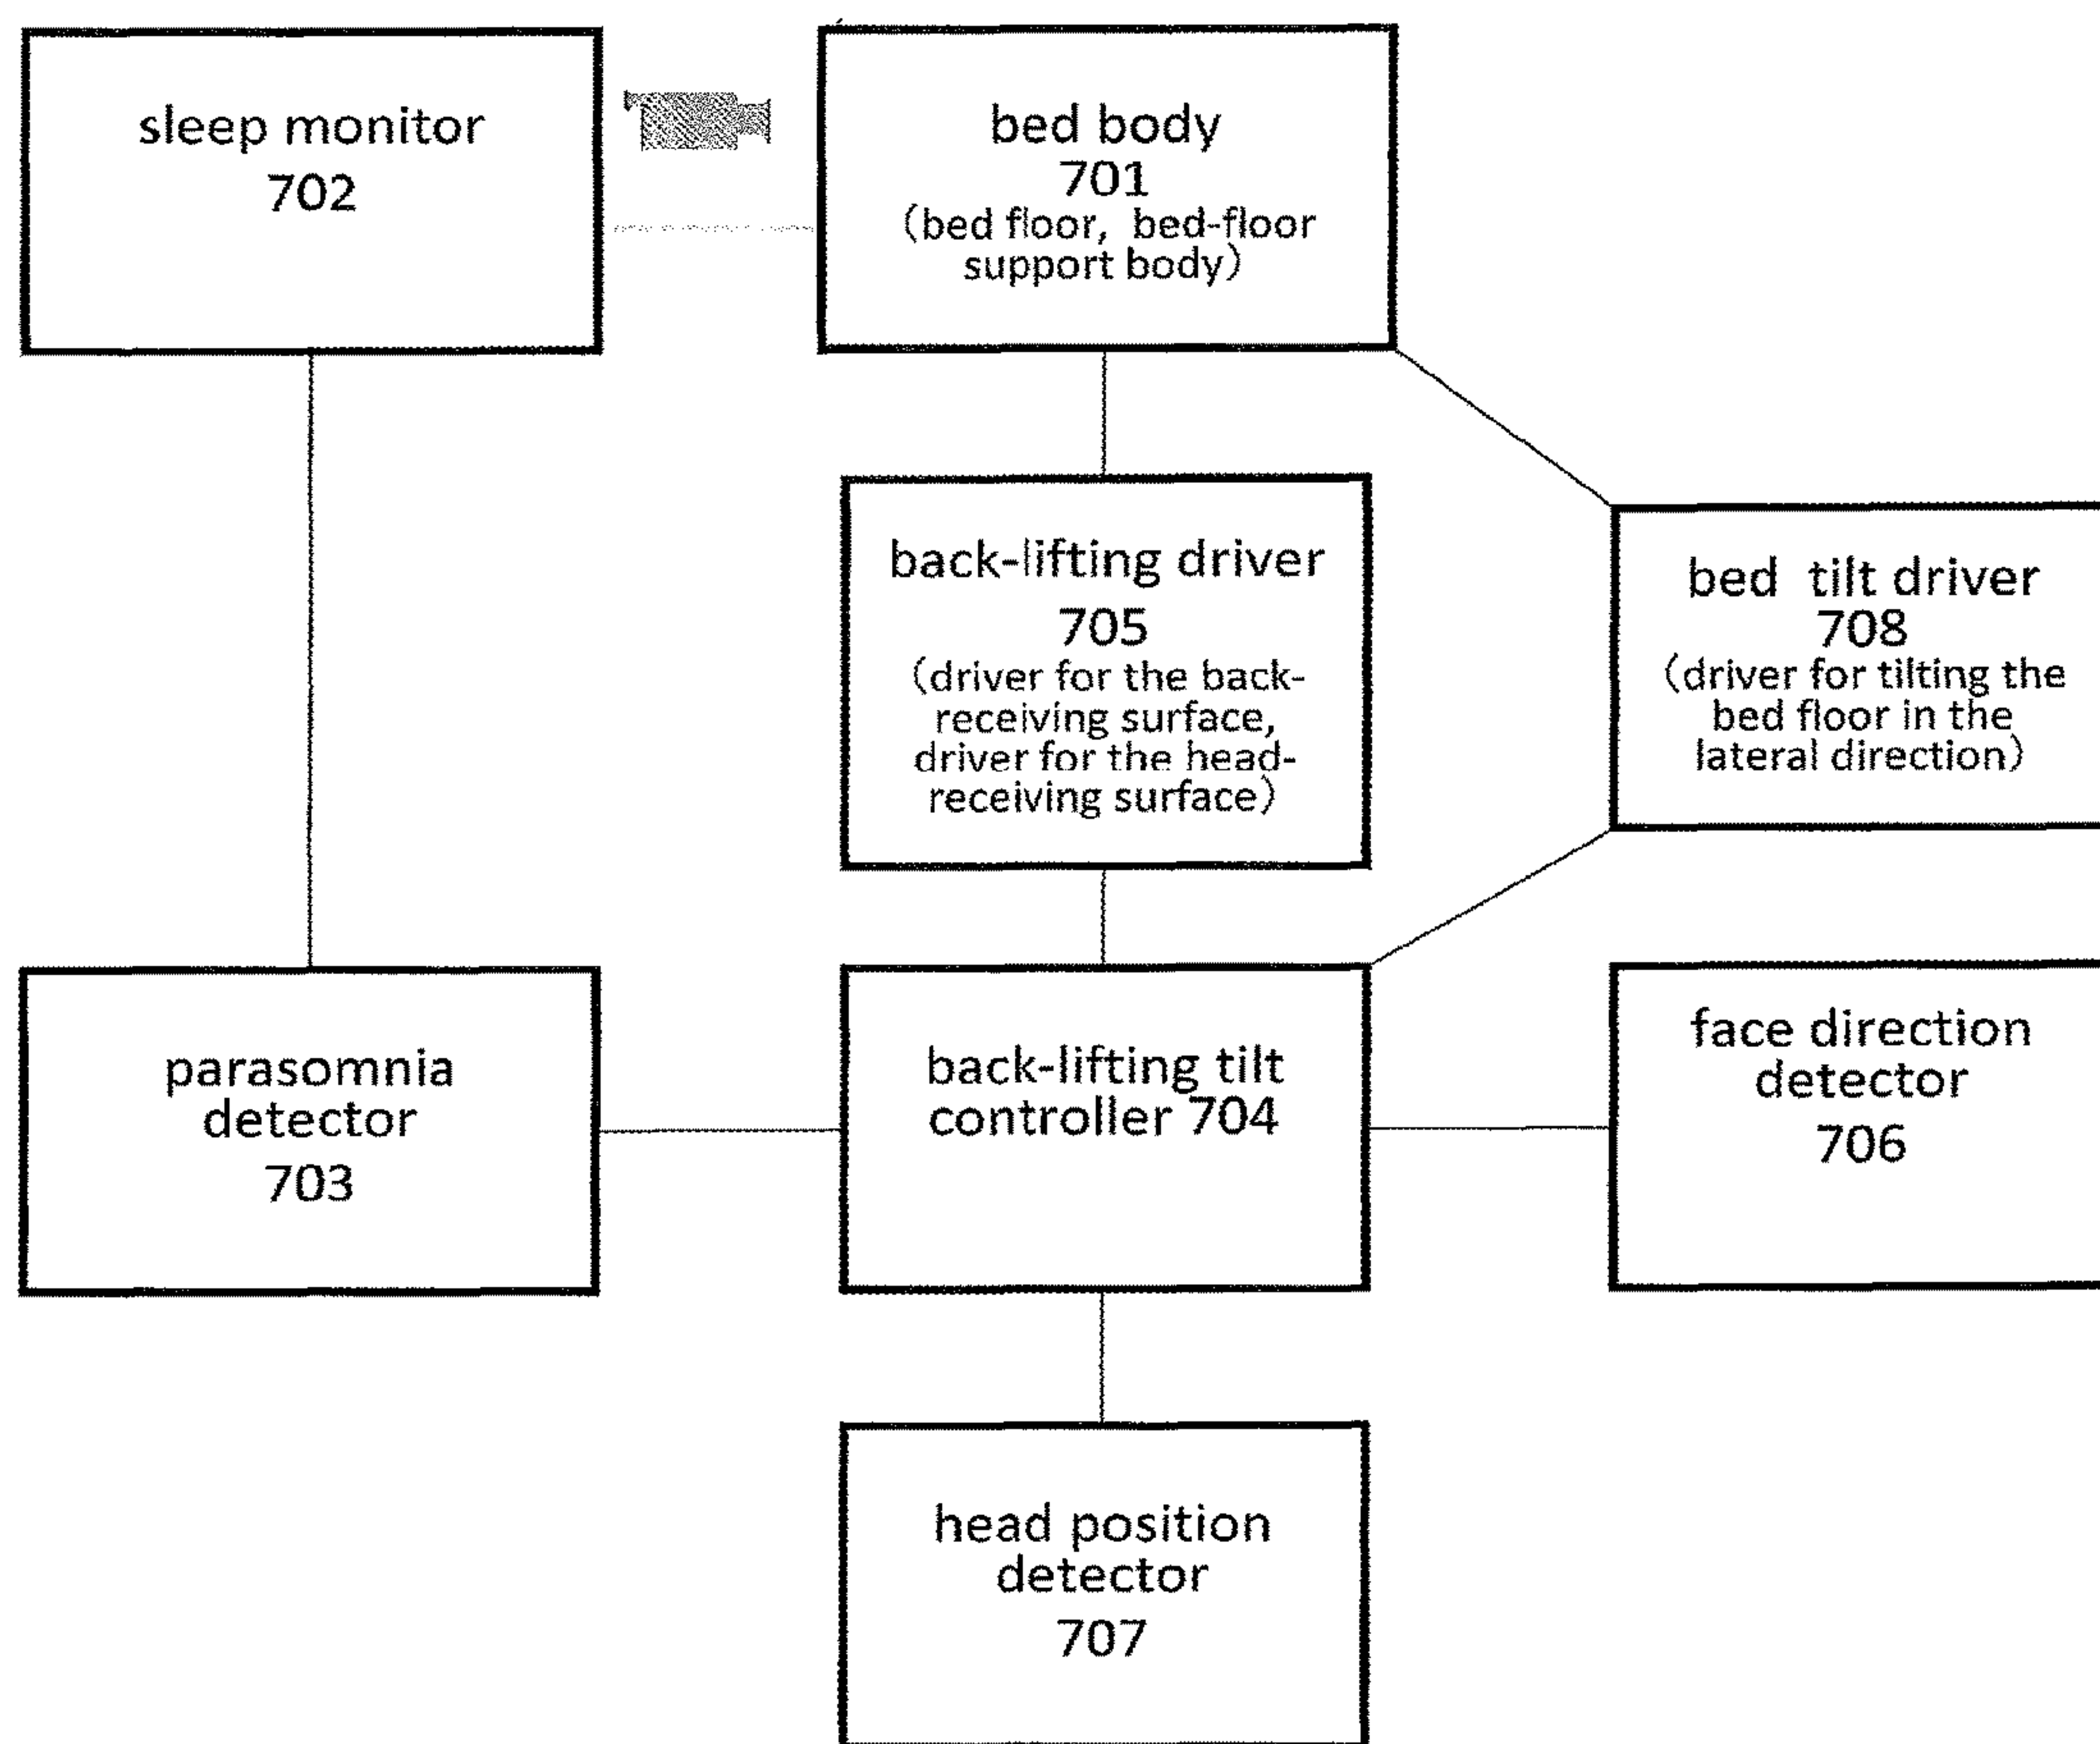 sleep monitor
702
bed body
701
（bed floor,  bed-floor
support body）
back-lifting driver
705
（driver for the back-
receiving surface,
driver for the head-
receiving surface）
bed  tilt driver
708
（driver for tilting the
bed floor in the
lateral direction）
parasomnia
detector
703
back-lifting tilt
controller 704
face direction
detector
706
head position
detector
707